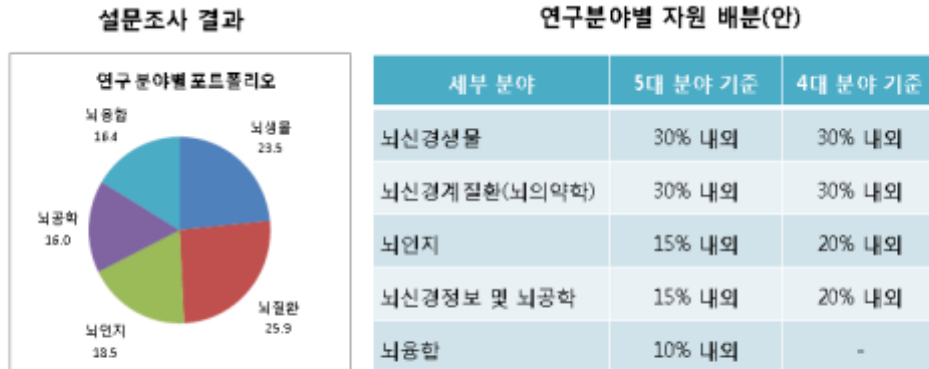 설문조사 결과
연구 분야별 포트폴리오
뇌융합
16.4
뇌생물
23.5
뇌공학
16.0
뇌인지
18.5
뇌질환
25.9
연구분야별 자원 배분(안)
세부 분야 5대 분야 기준 4대 분야 기준
뇌신경생물 30% 내외 30% 내외
뇌신경계질환(뇌의약학) 30% 내외 30% 내외
뇌인지 15% 내외 20% 내외
뇌신경정보 및 뇌공학 15% 내외 20% 내외
뇌융합 10% 내외 -